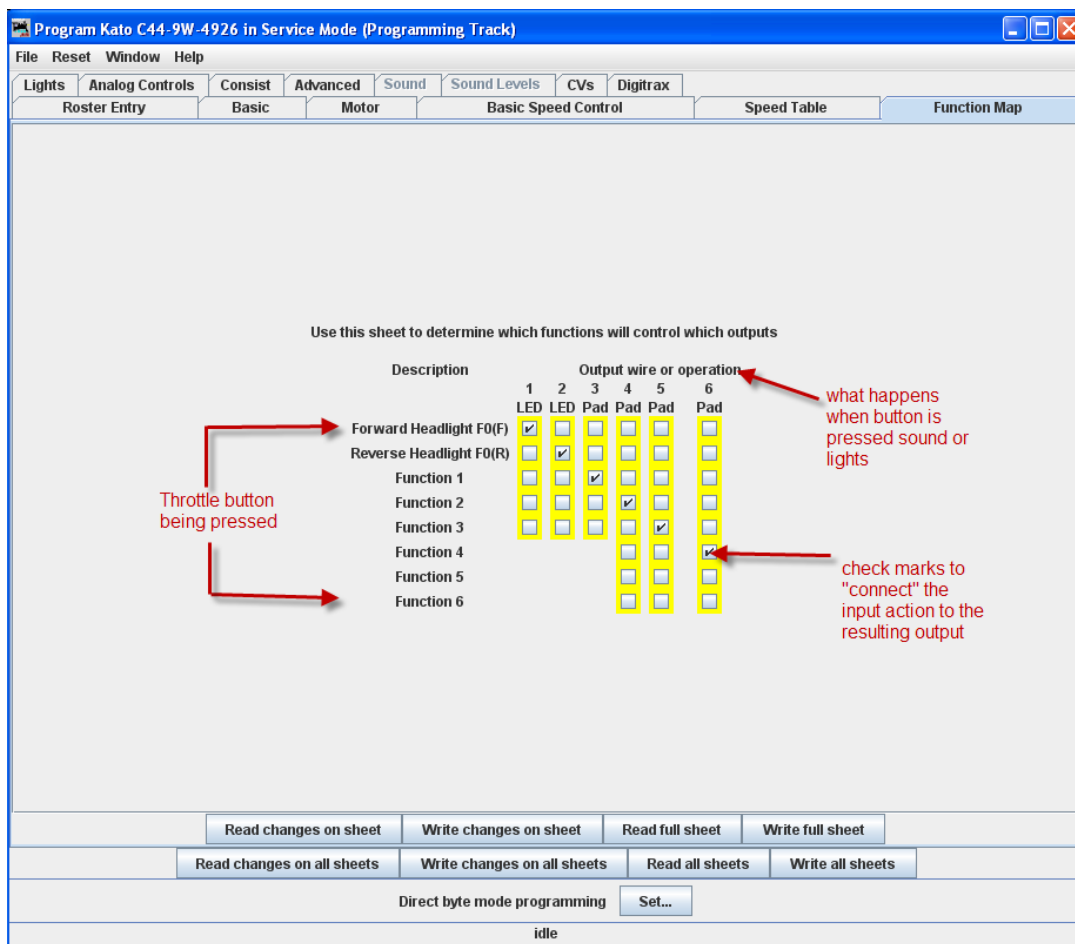 Program Kato C44-9W-4926 in Service Mode (Programming Track)
File Reset Window Help
Lights Analog Controls Consist Advanced Sound Sound Levels CVs Digitrax
Roster Entry Basic Motor Basic Speed Control Speed Table Function Map
Use this sheet to determine which functions will control which outputs
Description Output wire or operation
1 2 3 4 5 6
LED LED Pad Pad Pad Pad
Forward Headlight F0(F)
Reverse Headlight F0(R)
Function 1
Function 2
Function 3
Function 4
Function 5
Function 6
Throttle button
being pressed
what happens
when button is
pressed sound or
lights
check marks to
"connect" the
input action to the
resulting output
Read changes on sheet Write changes on sheet Read full sheet Write full sheet
Read changes on all sheets Write changes on all sheets Read all sheets Write all sheets
Direct byte mode programming Set...
idle